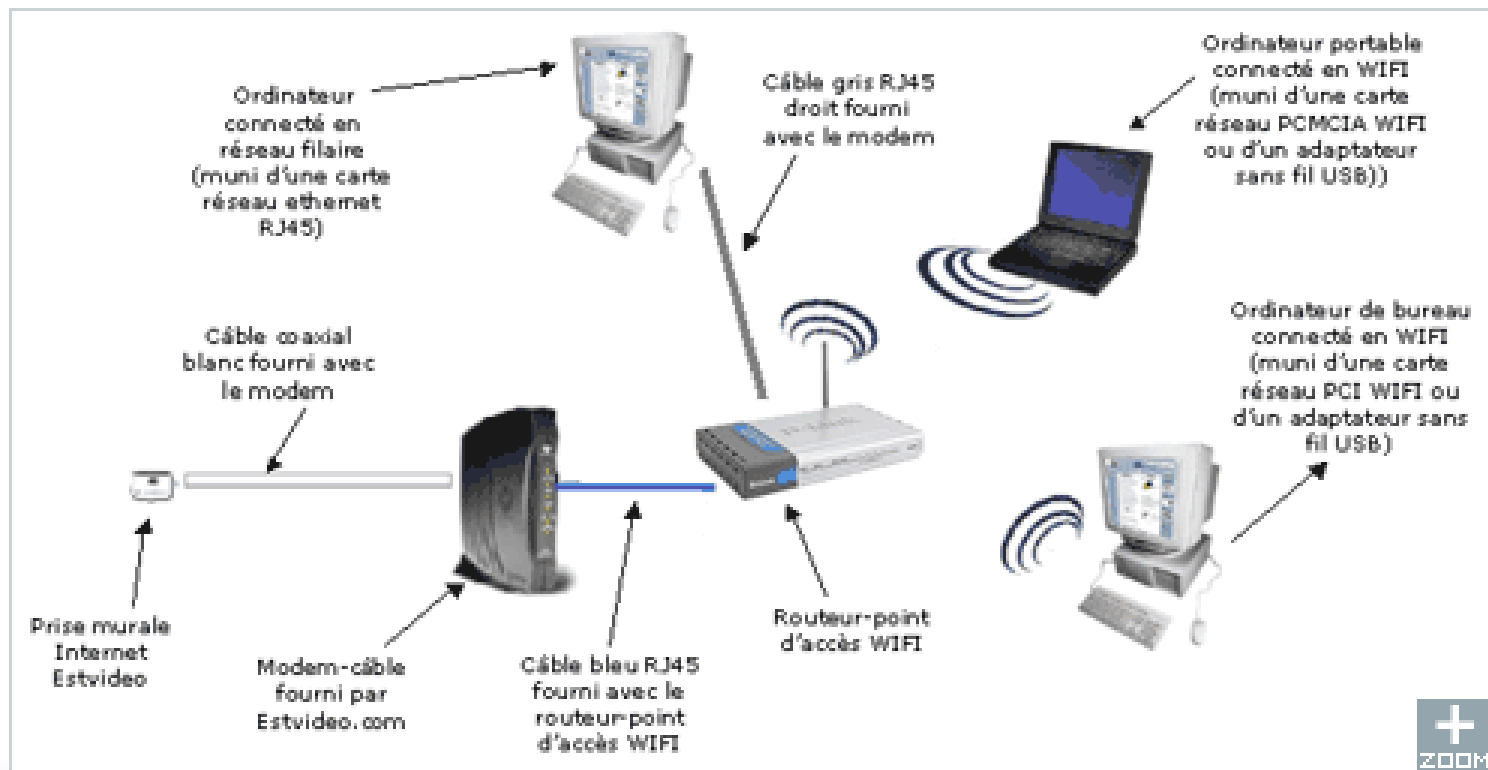 Ordinateur
connecté en
réseau filaire
(muni d'une carte
réseau ethernet
RJ45)
Câble gris RJ45
droit fourni
avec le modem
Ordinateur portable
connecté en WIFI
(muni d'une carte
réseau PCMCIA WIFI
ou d'un adaptateur
sans fil USB))
Câble coaxial
blanc fourni avec
le modem
Ordinateur de bureau
connecté en WIFI
(muni d'une carte
réseau PCI WIFI ou
d'un adaptateur sans
fil USB)
Prise murale
Internet
Estvideo
Modem-câble
fourni par
Estvideo.com
Câble bleu RJ45
fourni avec le
routeur-point
d'accès WIFI
Routeur-point
d'accès WIFI
ZOOM